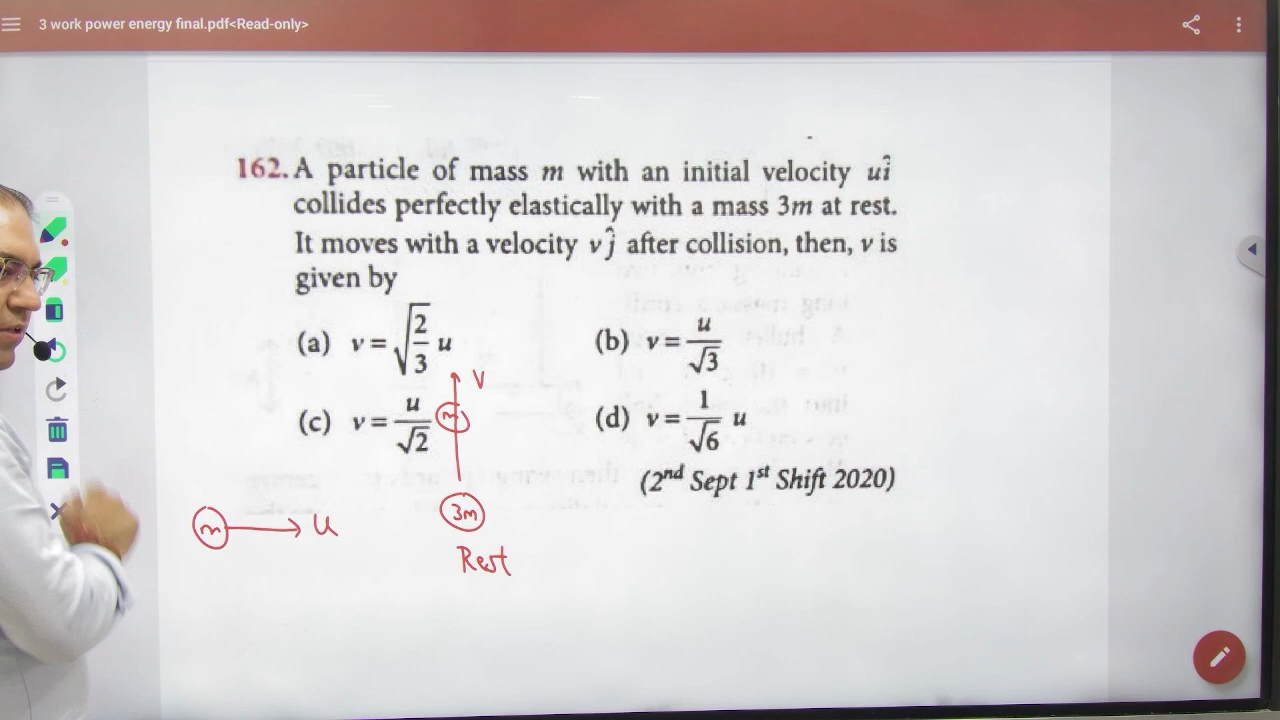 3 work power energy final.pdf<Read-only>
162. A particle of mass m with an initial velocity uî
collides perfectly elastically with a mass 3m at rest.
It moves with a velocity vĵ after collision, then, v is
given by
(a) v = √(2/3) u (b) v = u/√3
(c) v = u/√2 (d) v = 1/√6 u
(2nd Sept 1st Shift 2020)
v
m
m → u
3m
Rest